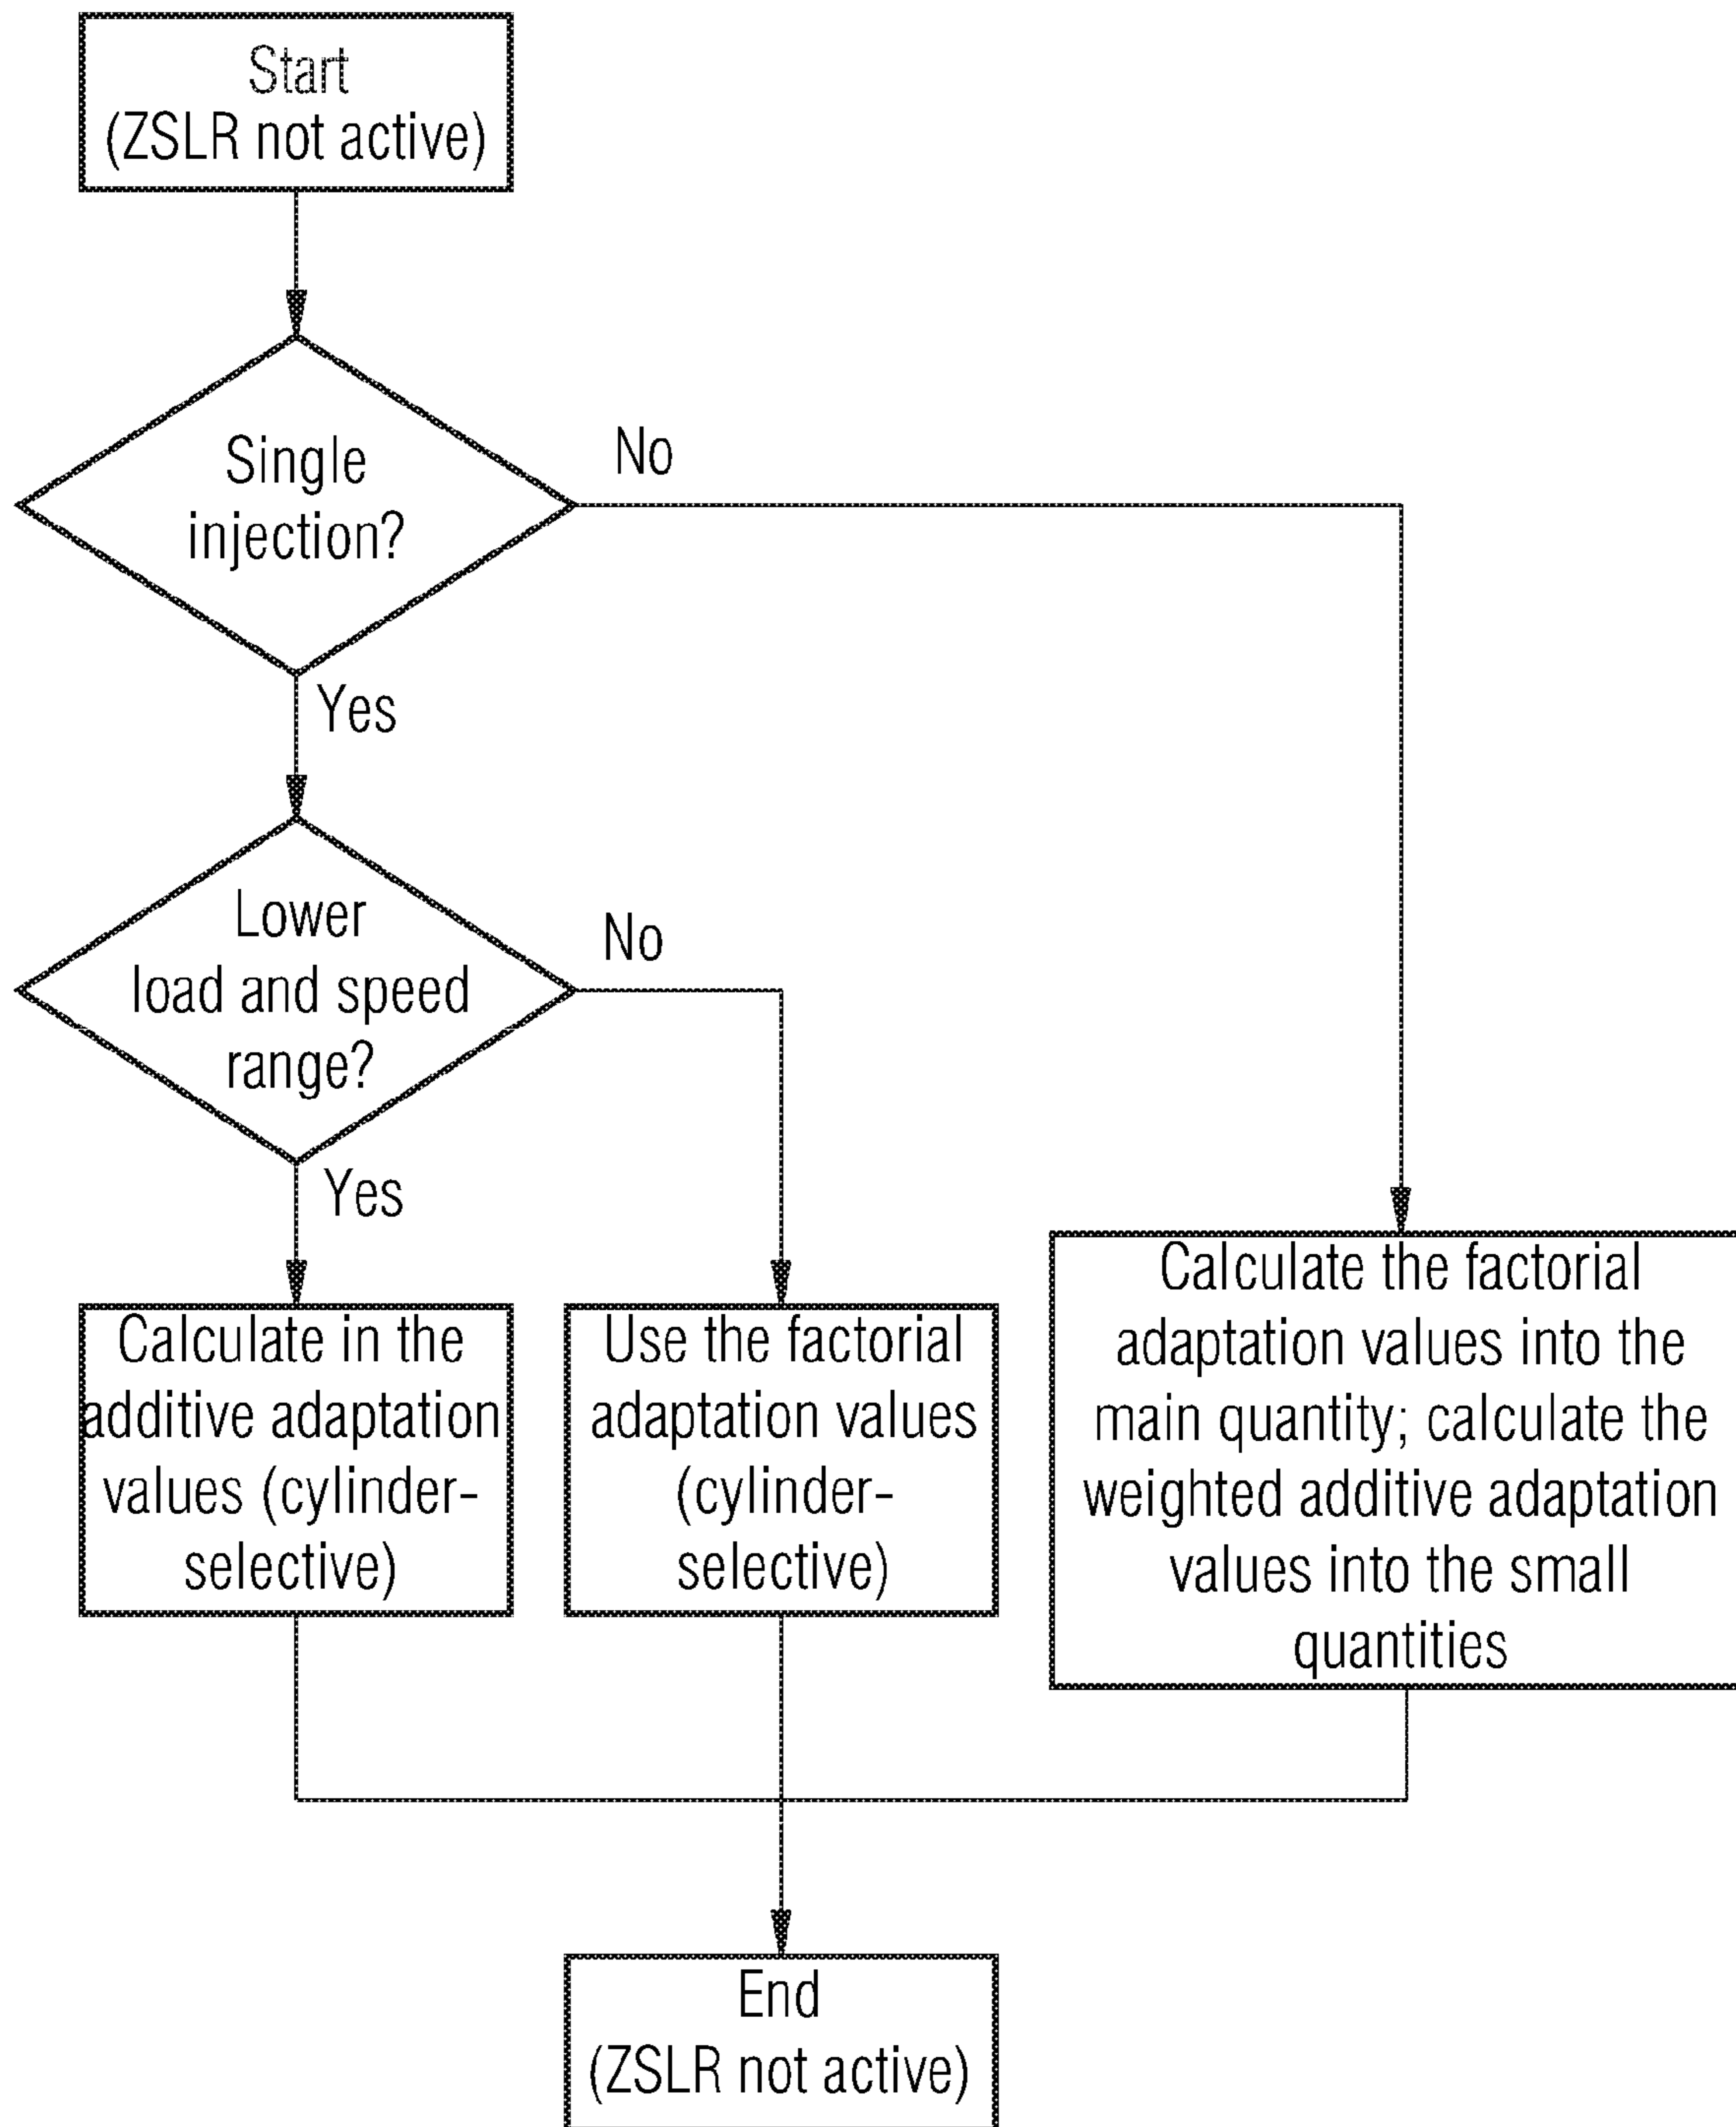 Start
(ZSLR not active)
Single
injection?
No
Yes
Lower
load and speed
range?
No
Yes
Calculate in the
additive adaptation
values (cylinder-
selective)
Use the factorial
adaptation values
(cylinder-
selective)
Calculate the factorial
adaptation values into the
main quantity; calculate the
weighted additive adaptation
values into the small
quantities
End
(ZSLR not active)